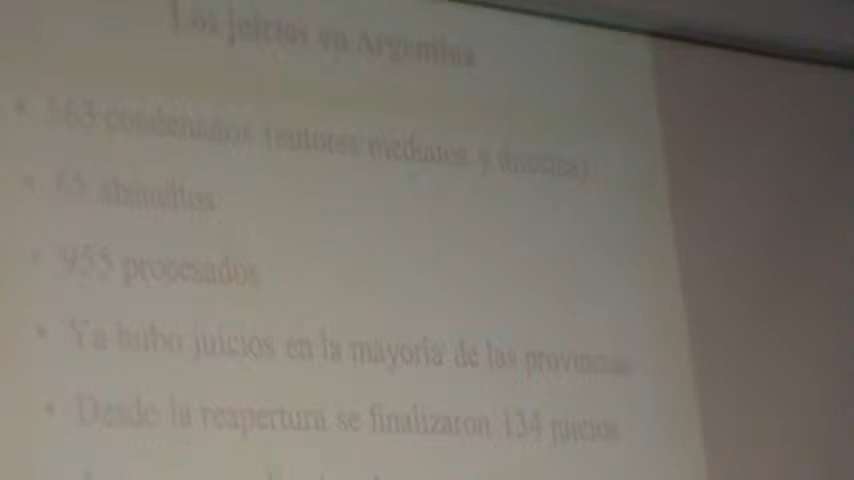 Los juicios en Argentina
• 563 condenados (autores mediatos y directos)
• absueltos
• 955 procesados
• Ya hubo juicios en la mayoría de las provincias
• Desde la reapertura se finalizaron 134 juicios